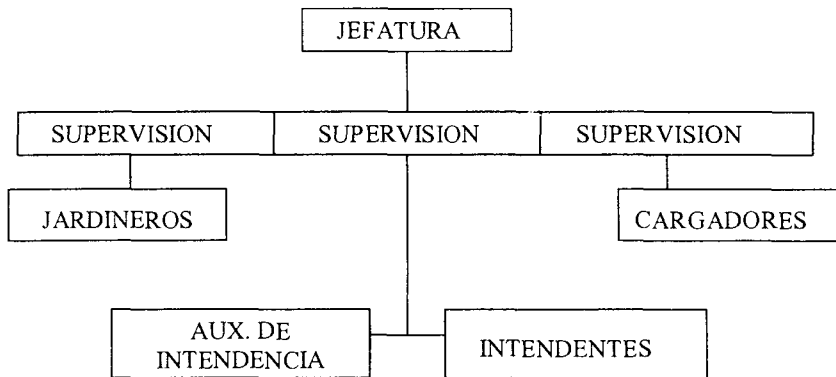 JEFATURA
SUPERVISION SUPERVISION SUPERVISION
JARDINEROS CARGADORES
AUX. DE
INTENDENCIA
INTENDENTES